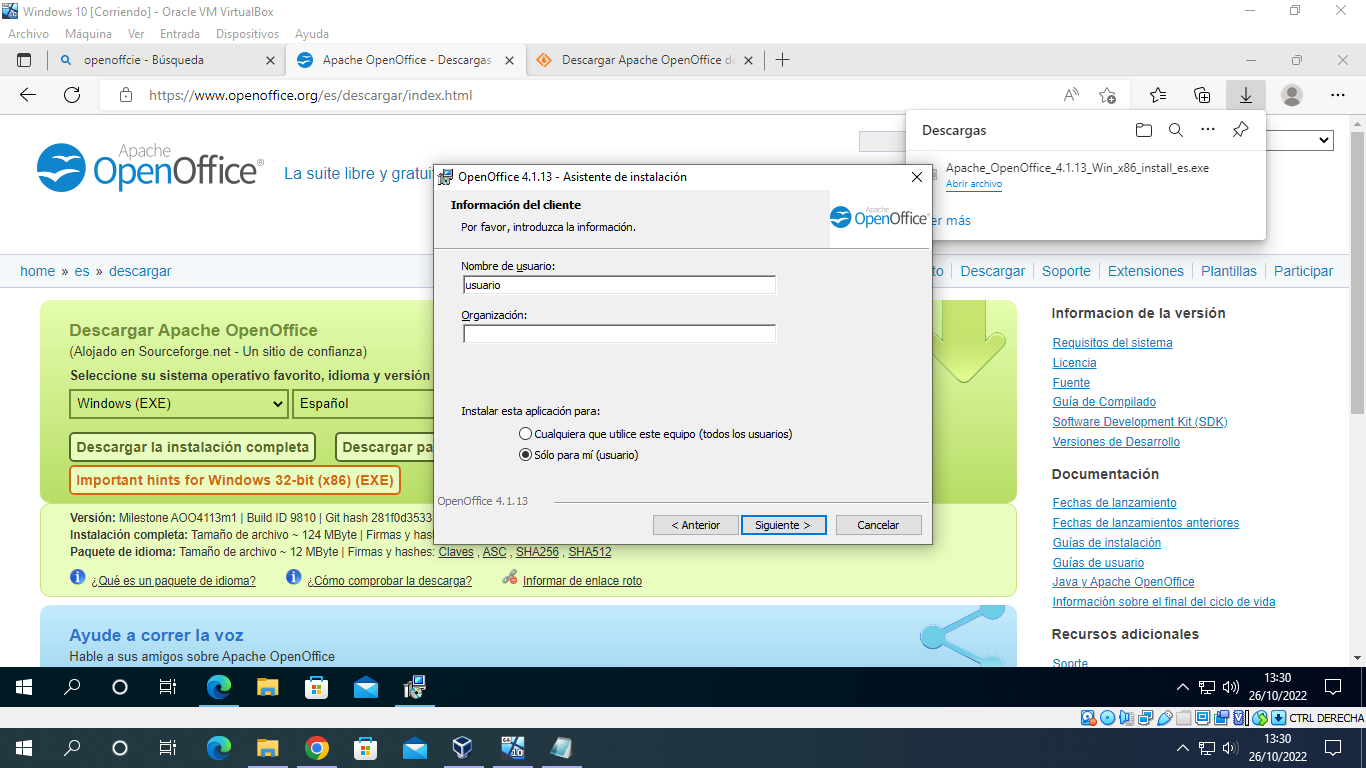 Windows 10 [Corriendo] - Oracle VM VirtualBox
Archivo Máquina Ver Entrada Dispositivos Ayuda
openoffcie - Búsqueda
Apache OpenOffice - Descargas
Descargar Apache OpenOffice de
https://www.openoffice.org/es/descargar/index.html
Descargas
Apache_OpenOffice_4.1.13_Win_x86_install_es.exe
Abrir archivo
er más
Apache
OpenOffice®
La suite libre y gratui
home » es » descargar
to Descargar Soporte Extensiones Plantillas Participar
OpenOffice 4.1.13 - Asistente de instalación
Información del cliente
Por favor, introduzca la información.
Apache
OpenOffice
Nombre de usuario:
usuario
Organización:
Instalar esta aplicación para:
Cualquiera que utilice este equipo (todos los usuarios)
Sólo para mí (usuario)
OpenOffice 4.1.13
< Anterior
Siguiente >
Cancelar
Descargar Apache OpenOffice
(Alojado en Sourceforge.net - Un sitio de confianza)
Seleccione su sistema operativo favorito, idioma y versión
Windows (EXE)
Español
Descargar la instalación completa
Descargar pa
Important hints for Windows 32-bit (x86) (EXE)
Versión: Milestone AOO4113m1 | Build ID 9810 | Git hash 281f0d3533
Instalación completa: Tamaño de archivo ~ 124 MByte | Firmas y
Paquete de idioma: Tamaño de archivo ~ 12 MByte | Firmas y hashes: Claves , ASC , SHA256 , SHA512
¿Qué es un paquete de idioma?
¿Cómo comprobar la descarga?
Informar de enlace roto
Ayude a correr la voz
Hable a sus amigos sobre Apache OpenOffice
Informacion de la versión
Requisitos del sistema
Licencia
Fuente
Guía de Compilado
Software Development Kit (SDK)
Versiones de Desarrollo
Documentación
Fechas de lanzamiento
Fechas de lanzamientos anteriores
Guías de instalación
Guías de usuario
Java y Apache OpenOffice
Información sobre el final del ciclo de vida
Recursos adicionales
Soprte
13:30
26/10/2022
CTRL DERECHA
13:30
26/10/2022